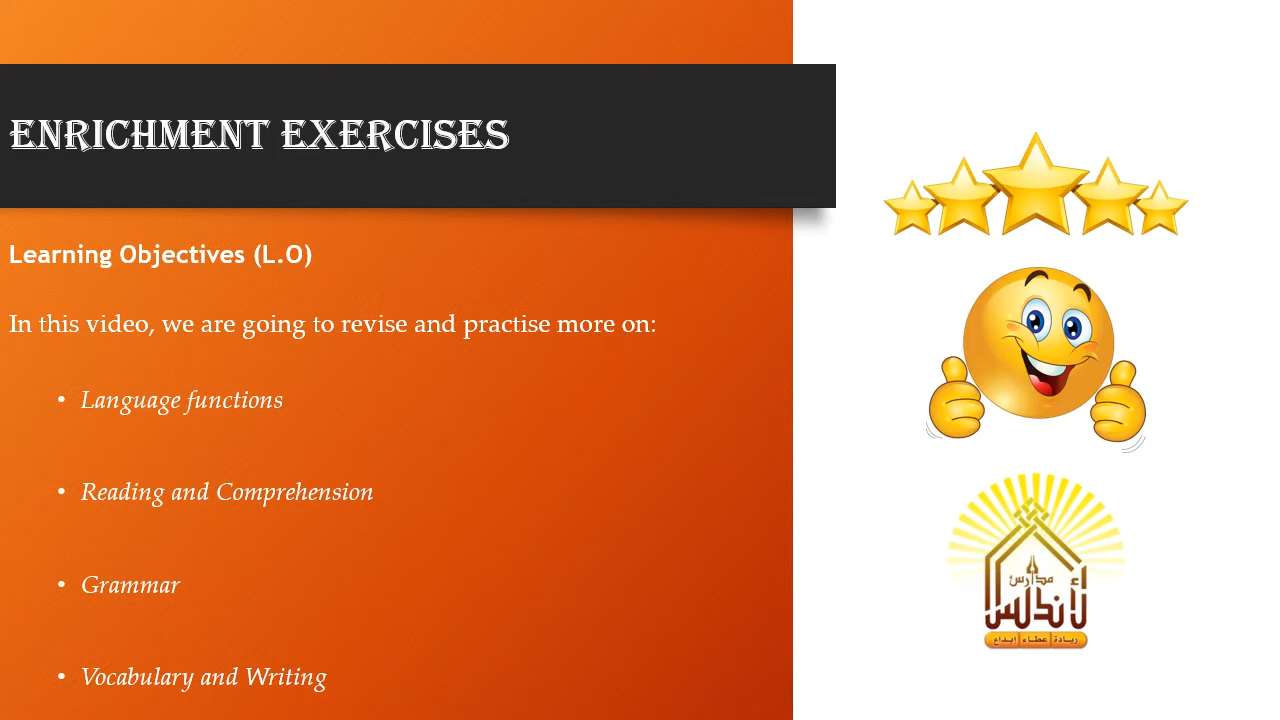 ENRICHMENT EXERCISES
Learning Objectives (L.O)
In this video, we are going to revise and practise more on:
• Language functions
• Reading and Comprehension
• Grammar
• Vocabulary and Writing
مدارس
الأندلس
ريادة | عطاء | إبداع